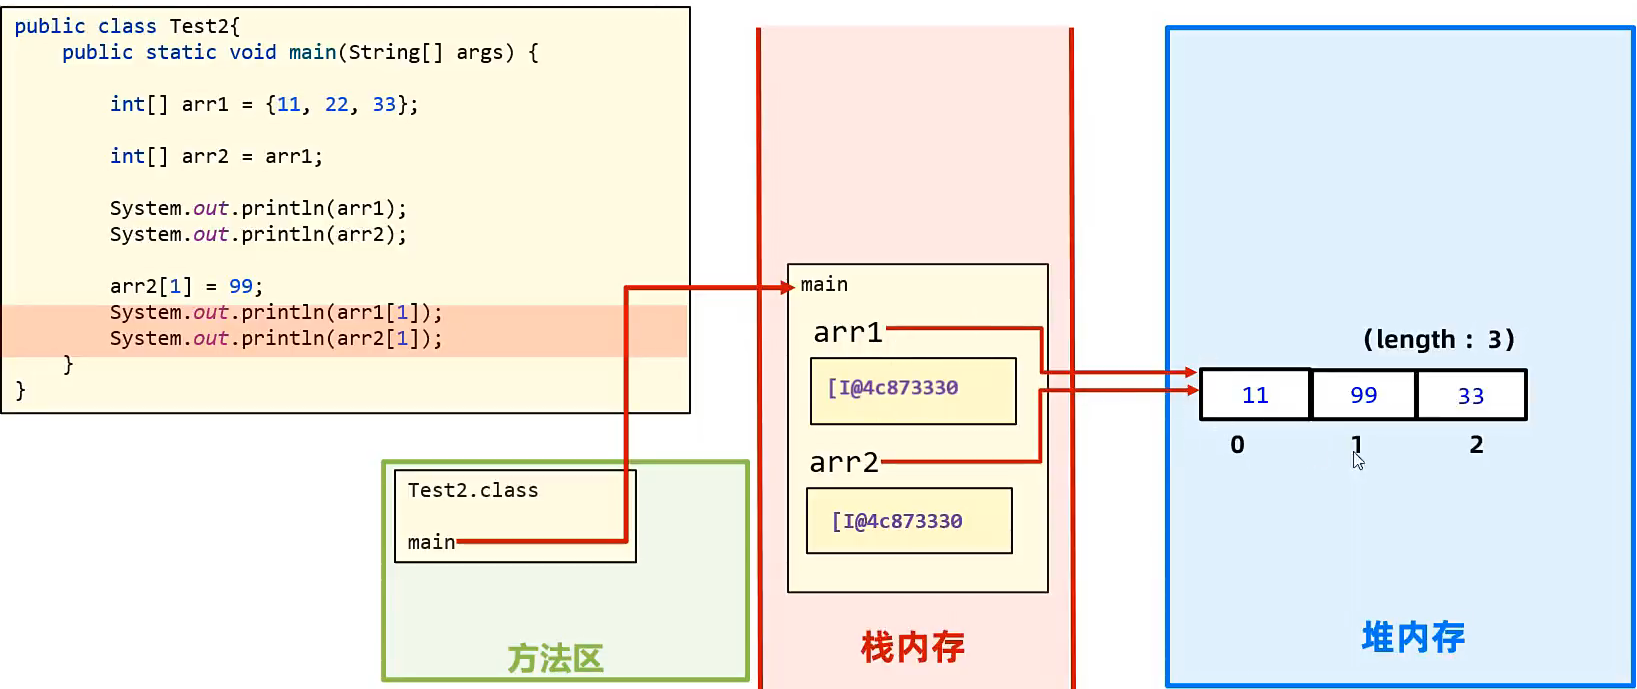 public class Test2{
    public static void main(String[] args) {
        int[] arr1 = {11, 22, 33};
        int[] arr2 = arr1;
        System.out.println(arr1);
        System.out.println(arr2);
        arr2[1] = 99;
        System.out.println(arr1[1]);
        System.out.println(arr2[1]);
    }
}
Test2.class
main
方法区
main
arr1
[I@4c873330
arr2
[I@4c873330
栈内存
(length : 3)
11 99 33
0 1 2
堆内存